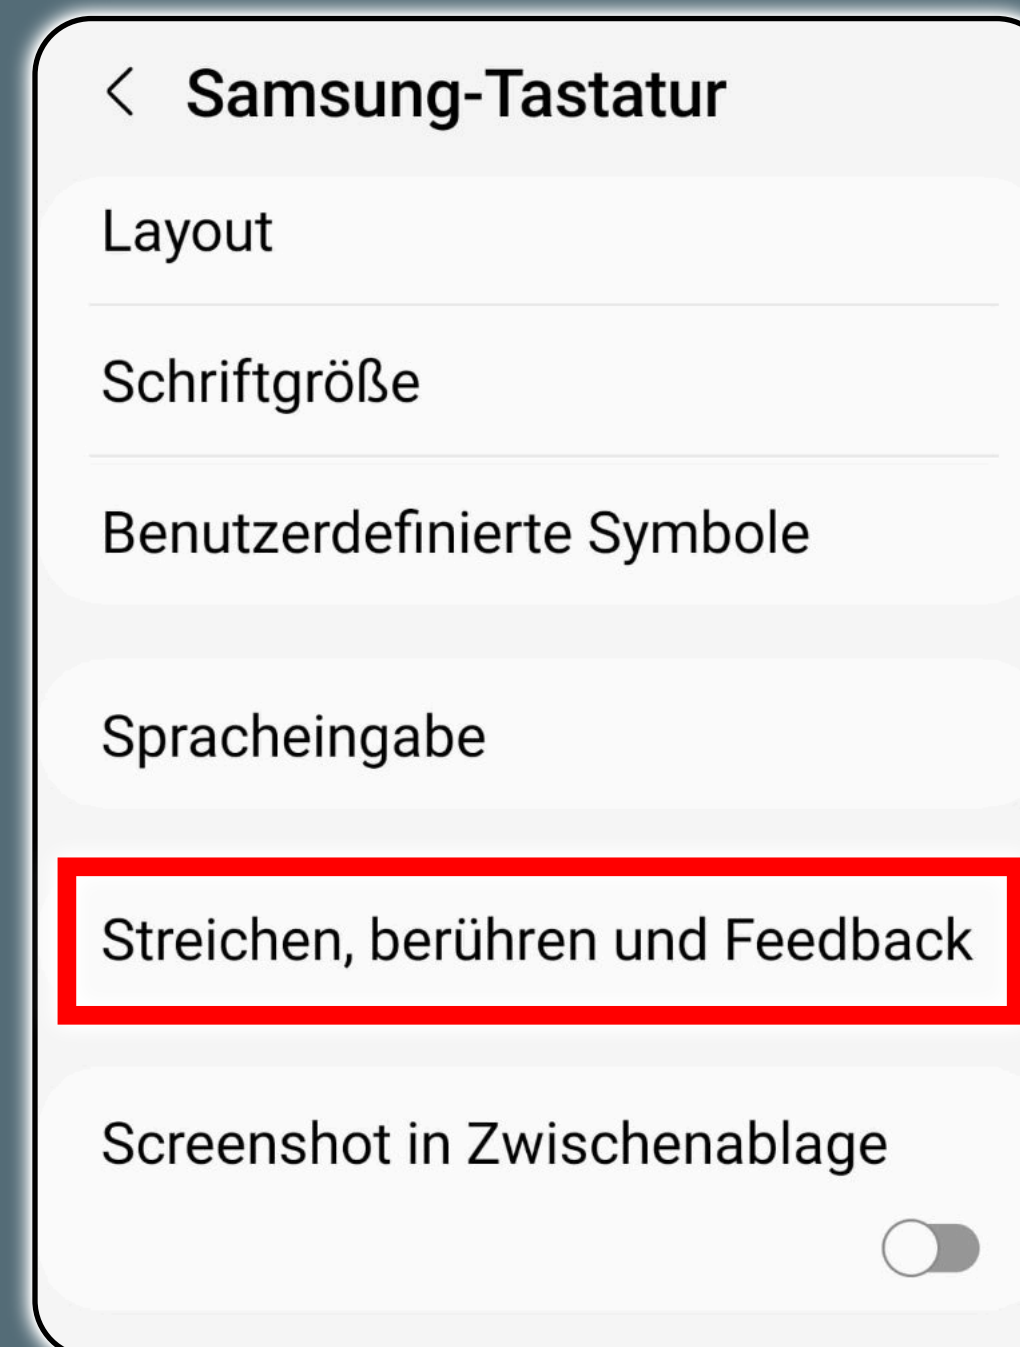 Samsung-Tastatur
Layout
Schriftgröße
Benutzerdefinierte Symbole
Spracheingabe
Streichen, berühren und Feedback
Screenshot in Zwischenablage